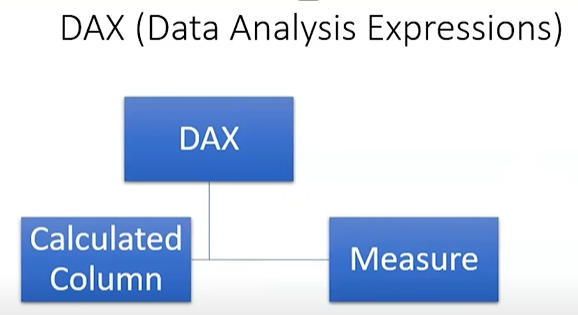 DAX (Data Analysis Expressions)
DAX
Calculated
Column
Measure